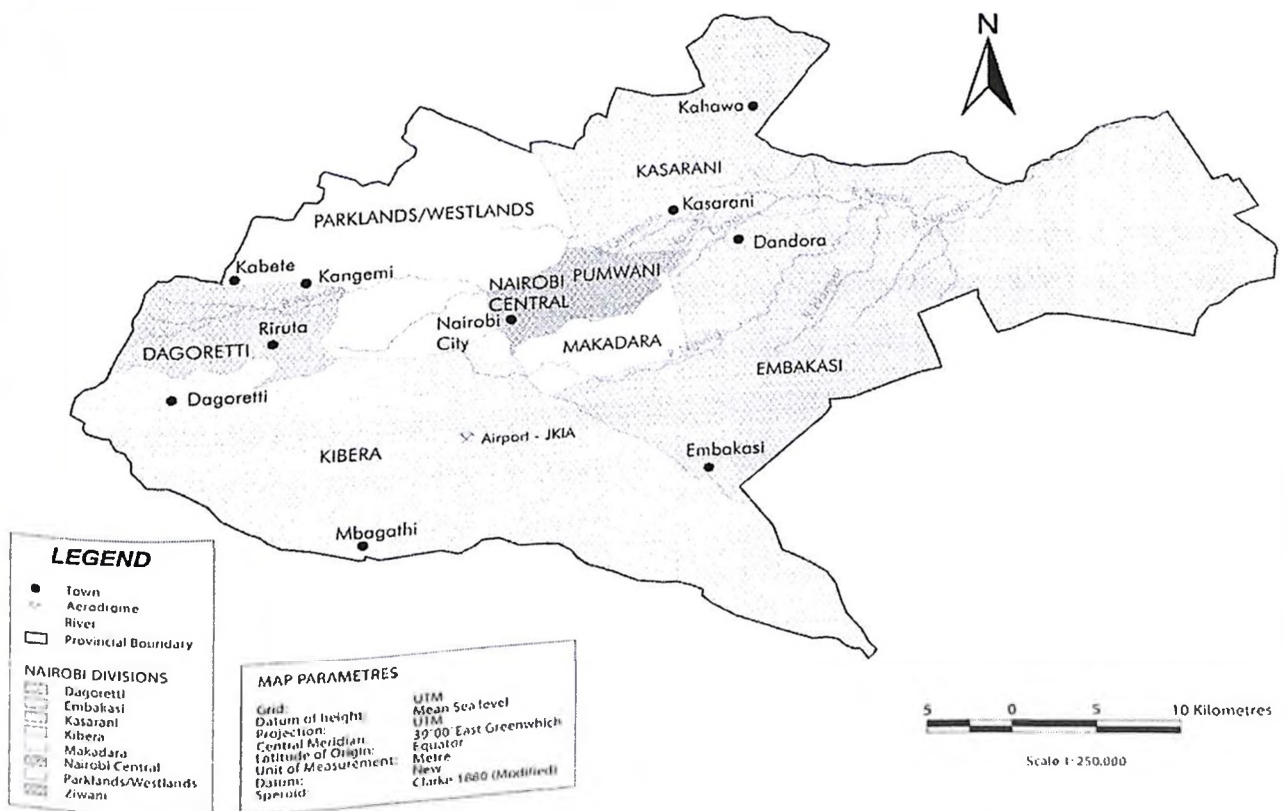 N
Kahawa
KASARANI
Kasarani
PARKLANDS/WESTLANDS
Dandora
Kabete
Kangemi
NAIROBI
CENTRAL
PUMWANI
Nairobi
City
Riruta
DAGORETTI
MAKADARA
EMBAKASI
Dagoretti
Airport - JKIA
KIBERA
Embakasi
Mbagathi
LEGEND
Town
Aerodrome
River
Provincial Boundary
NAIROBI DIVISIONS
Dagoretti
Embakasi
Kasarani
Kibera
Makadara
Nairobi Central
Parklands/Westlands
Ziwani
MAP PARAMETRES
Grid: UTM
Datum of height: Mean Sea level
Projection: UTM
Central Meridian: 39°00' East Greenwhich
Latitude of Origin: Equator
Unit of Measurement: Metre
Datum: New
Speroid: Clarke 1880 (Modified)
5 0 5 10 Kilometres
Scale 1:250,000